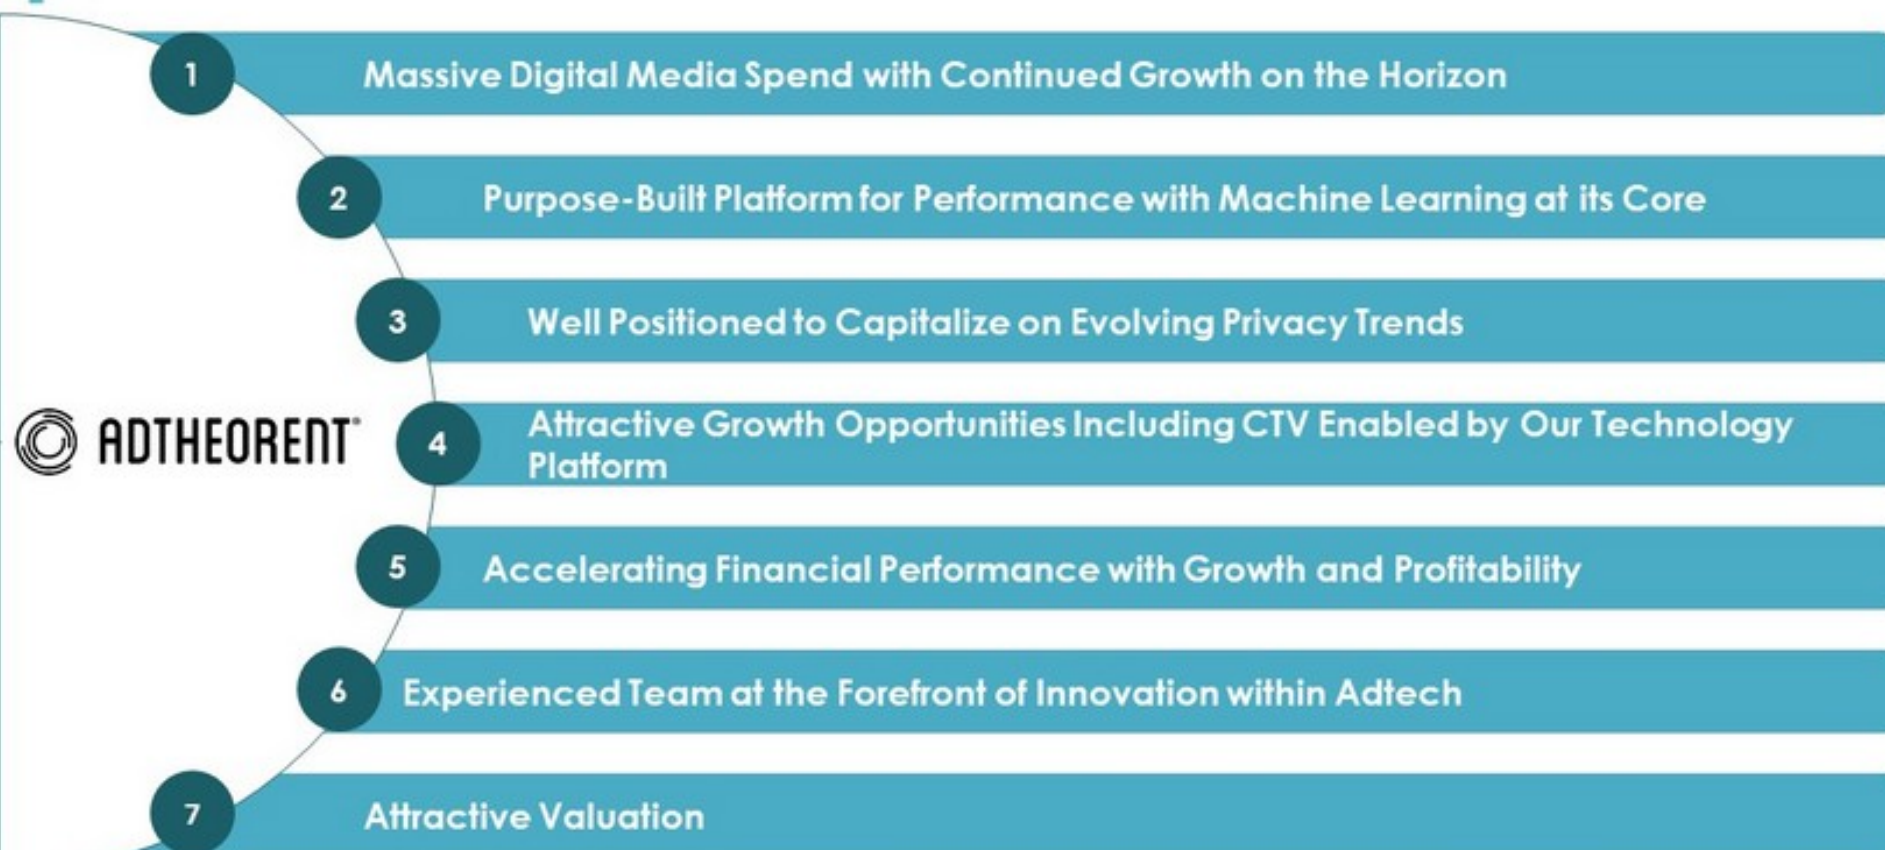 1
Massive Digital Media Spend with Continued Growth on the Horizon
2
Purpose-Built Platform for Performance with Machine Learning at its Core
3
Well Positioned to Capitalize on Evolving Privacy Trends
ADTHEORENT®
4
Attractive Growth Opportunities Including CTV Enabled by Our Technology
Platform
5
Accelerating Financial Performance with Growth and Profitability
6
Experienced Team at the Forefront of Innovation within Adtech
7
Attractive Valuation